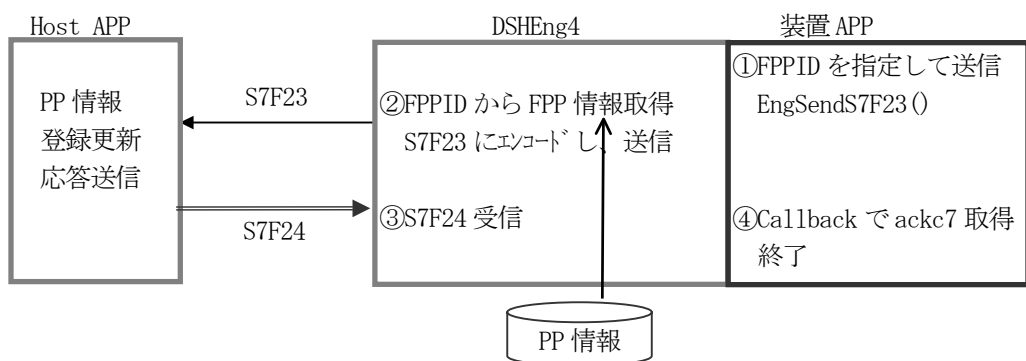 Host APP
DSHEng4
装置 APP
PP 情報
登録更新
応答送信
S7F23
S7F24
②FPPID から FPP 情報取得
S7F23 にｴﾝｺｰﾄﾞし、送信
③S7F24 受信
①FPPID を指定して送信
EngSendS7F23()
④Callback で ackc7 取得
終了
PP 情報